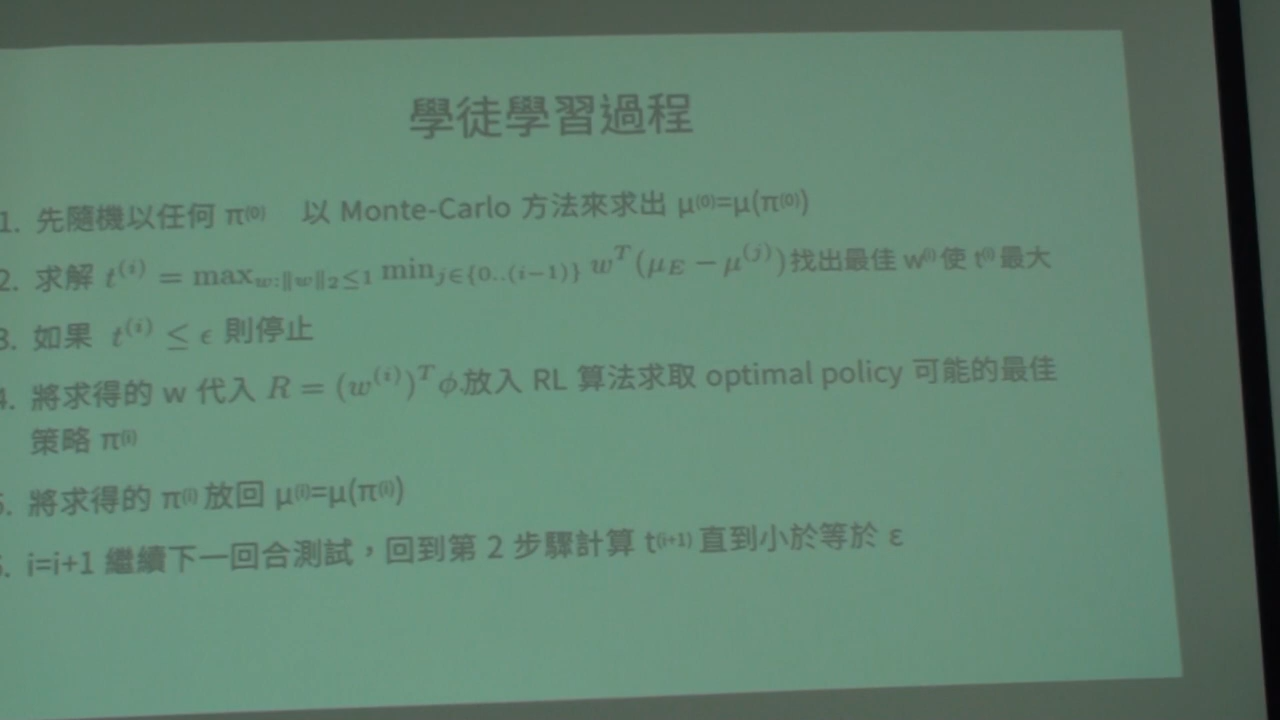 學徒學習過程
1. 先隨機以任何 π⁽⁰⁾ 以 Monte-Carlo 方法來求出 μ⁽⁰⁾=μ(π⁽⁰⁾)
2. 求解 t^{(i)} = max_{w:‖w‖₂≤1} min_{j∈{0..(i−1)}} w^T(μ_E − μ^{(j)})找出最佳 w⁽ⁱ⁾使 t⁽ⁱ⁾最大
3. 如果 t^{(i)} ≤ ϵ 則停止
4. 將求得的 w 代入 R = (w^{(i)})^T ϕ.放入 RL 算法求取 optimal policy 可能的最佳
策略 π⁽ⁱ⁾
5. 將求得的 π⁽ⁱ⁾放回 μ⁽ⁱ⁾=μ(π⁽ⁱ⁾)
6. i=i+1 繼續下一回合測試，回到第 2 步驟計算 t⁽ⁱ⁺¹⁾ 直到小於等於 ε